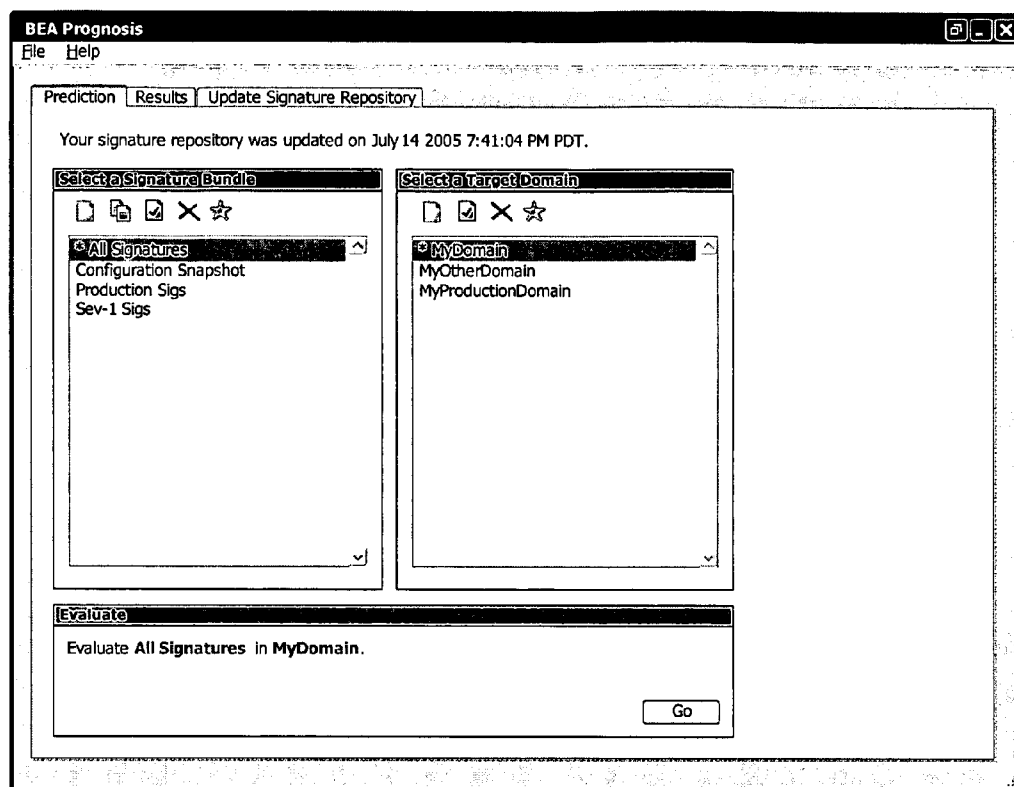 BEA Prognosis
File Help
Prediction Results Update Signature Repository
Your signature repository was updated on July 14 2005 7:41:04 PM PDT.
Select a Signature Bundle
* All Signatures
Configuration Snapshot
Production Sigs
Sev-1 Sigs
Select a Target Domain
* MyDomain
MyOtherDomain
MyProductionDomain
Evaluate
Evaluate All Signatures in MyDomain.
Go